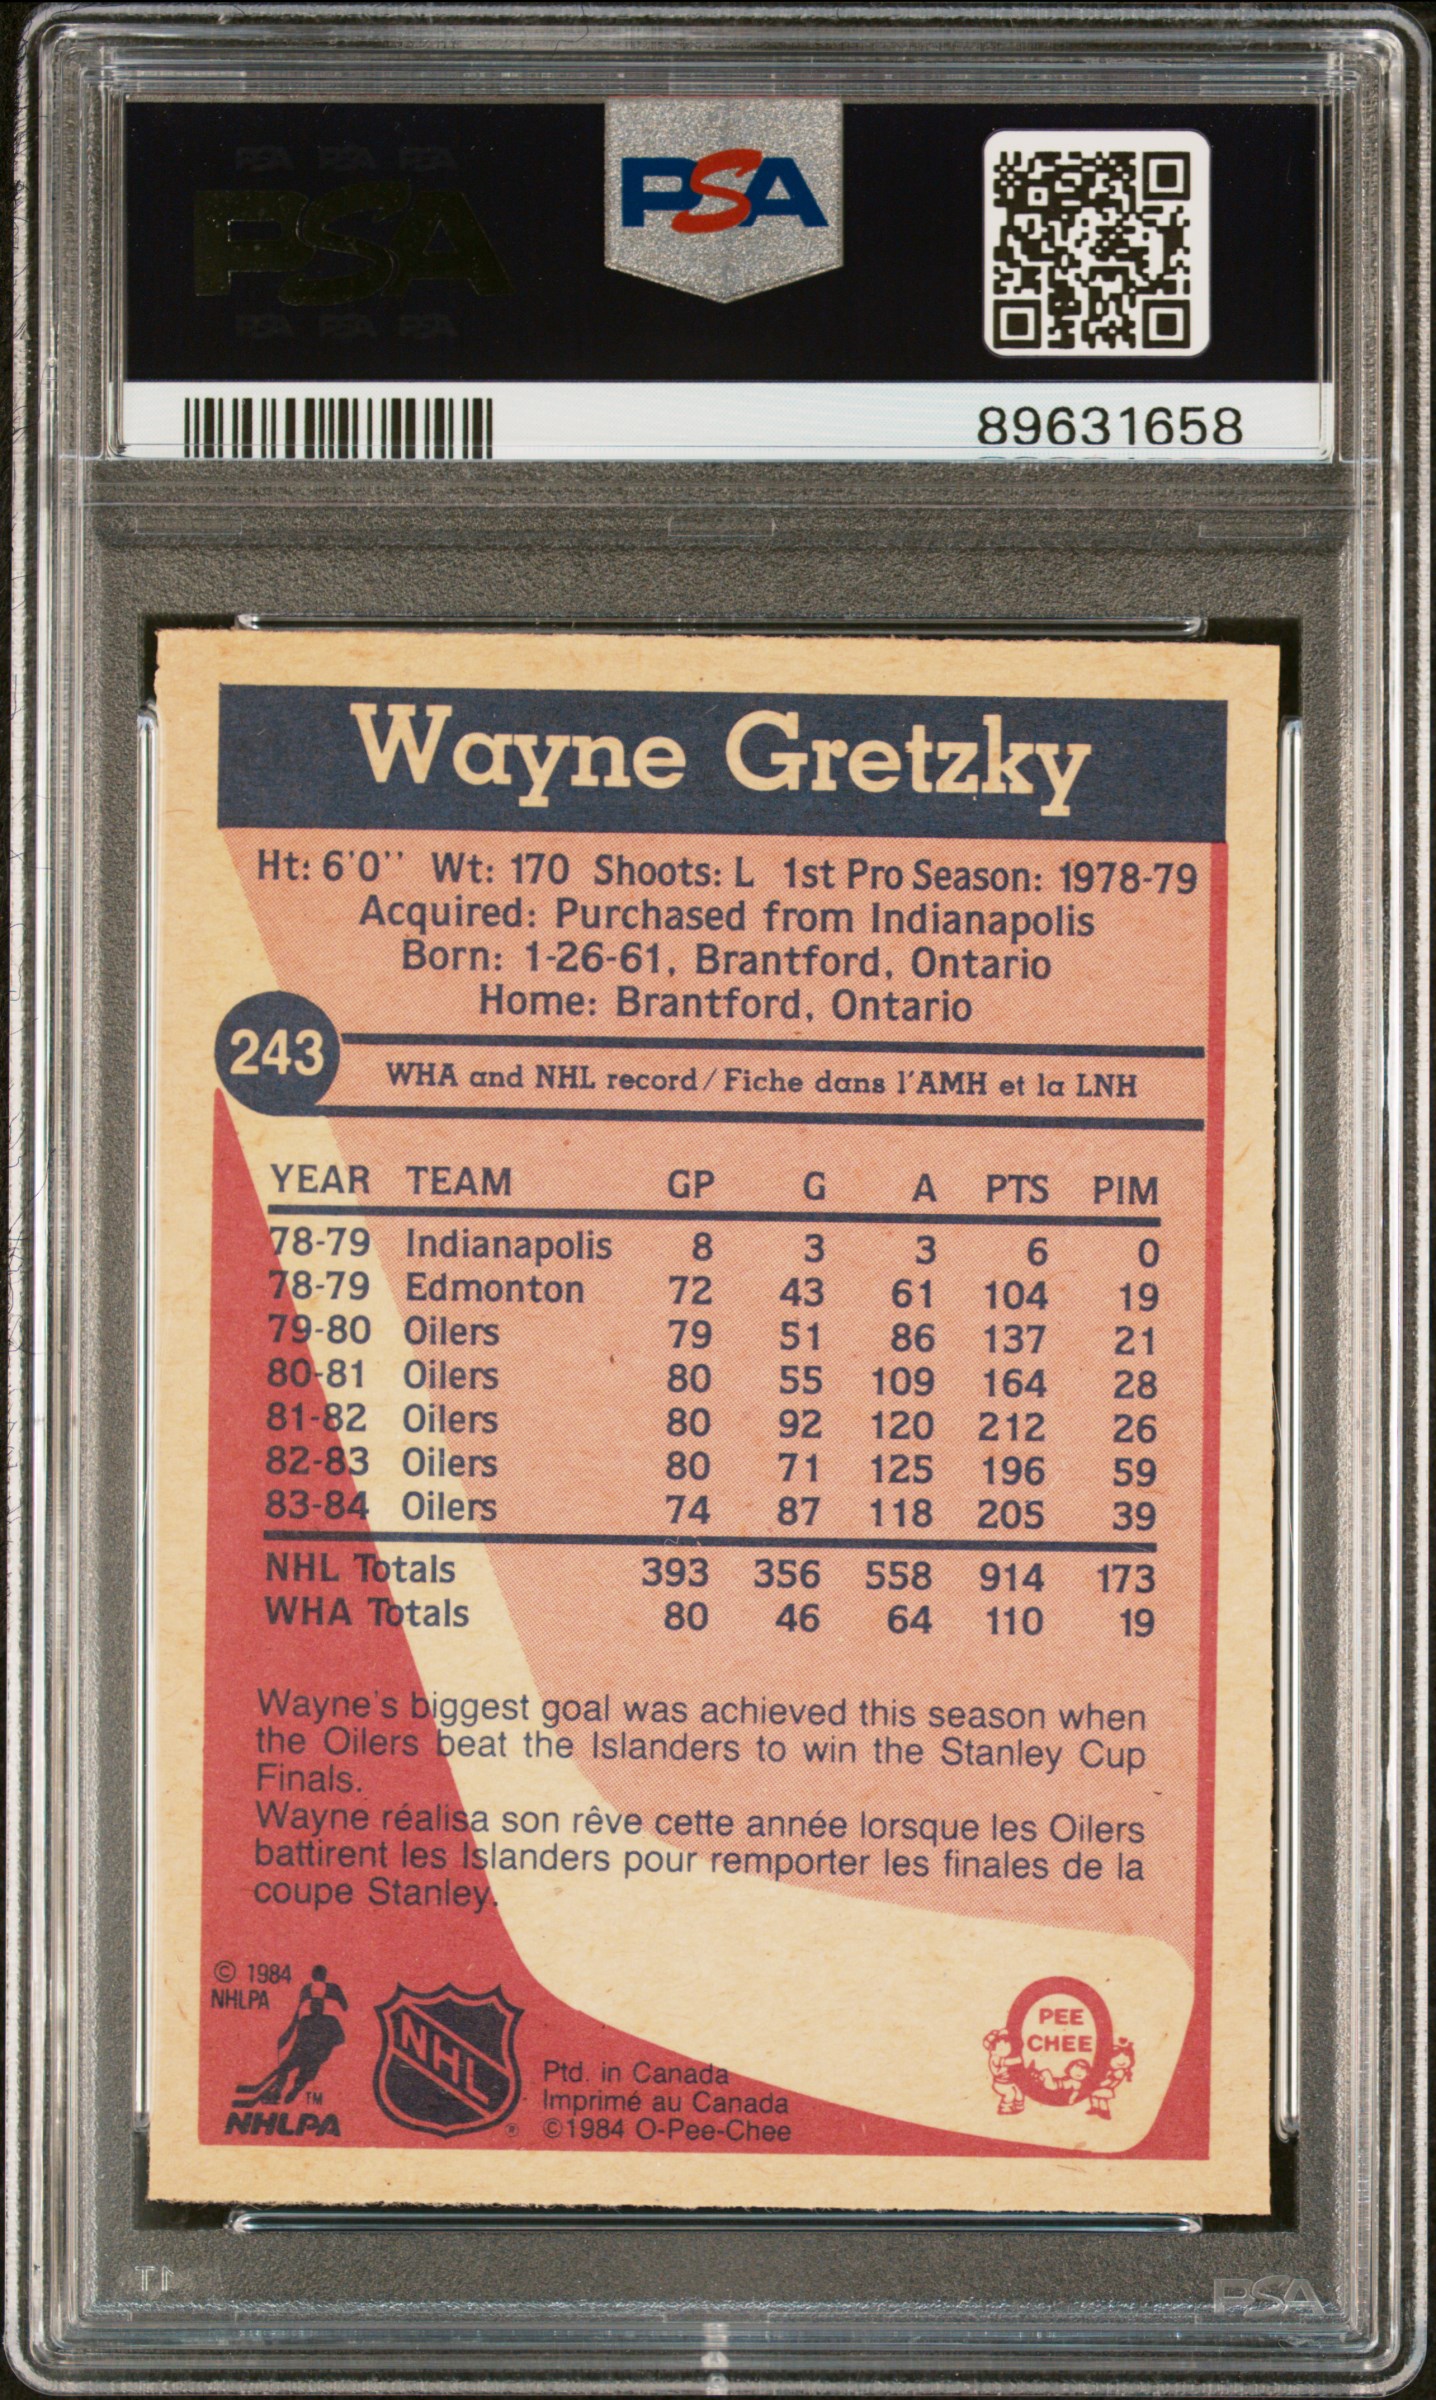 PSA PSA PSA
PSA
PSA PSA PSA
PSA
89631658
Wayne Gretzky
Ht: 6'0'' Wt: 170 Shoots: L 1st Pro Season: 1978-79
Acquired: Purchased from Indianapolis
Born: 1-26-61, Brantford, Ontario
Home: Brantford, Ontario
243
WHA and NHL record/Fiche dans l'AMH et la LNH
YEAR TEAM GP G A PTS PIM
78-79 Indianapolis 8 3 3 6 0
78-79 Edmonton 72 43 61 104 19
79-80 Oilers 79 51 86 137 21
80-81 Oilers 80 55 109 164 28
81-82 Oilers 80 92 120 212 26
82-83 Oilers 80 71 125 196 59
83-84 Oilers 74 87 118 205 39
NHL Totals 393 356 558 914 173
WHA Totals 80 46 64 110 19
Wayne's biggest goal was achieved this season when
the Oilers beat the Islanders to win the Stanley Cup
Finals.
Wayne réalisa son rêve cette année lorsque les Oilers
battirent les Islanders pour remporter les finales de la
coupe Stanley.
© 1984
NHLPA
TM
NHLPA
NHL
®
Ptd. in Canada
Imprimé au Canada
©1984 O-Pee-Chee
PEE
CHEE
PSA